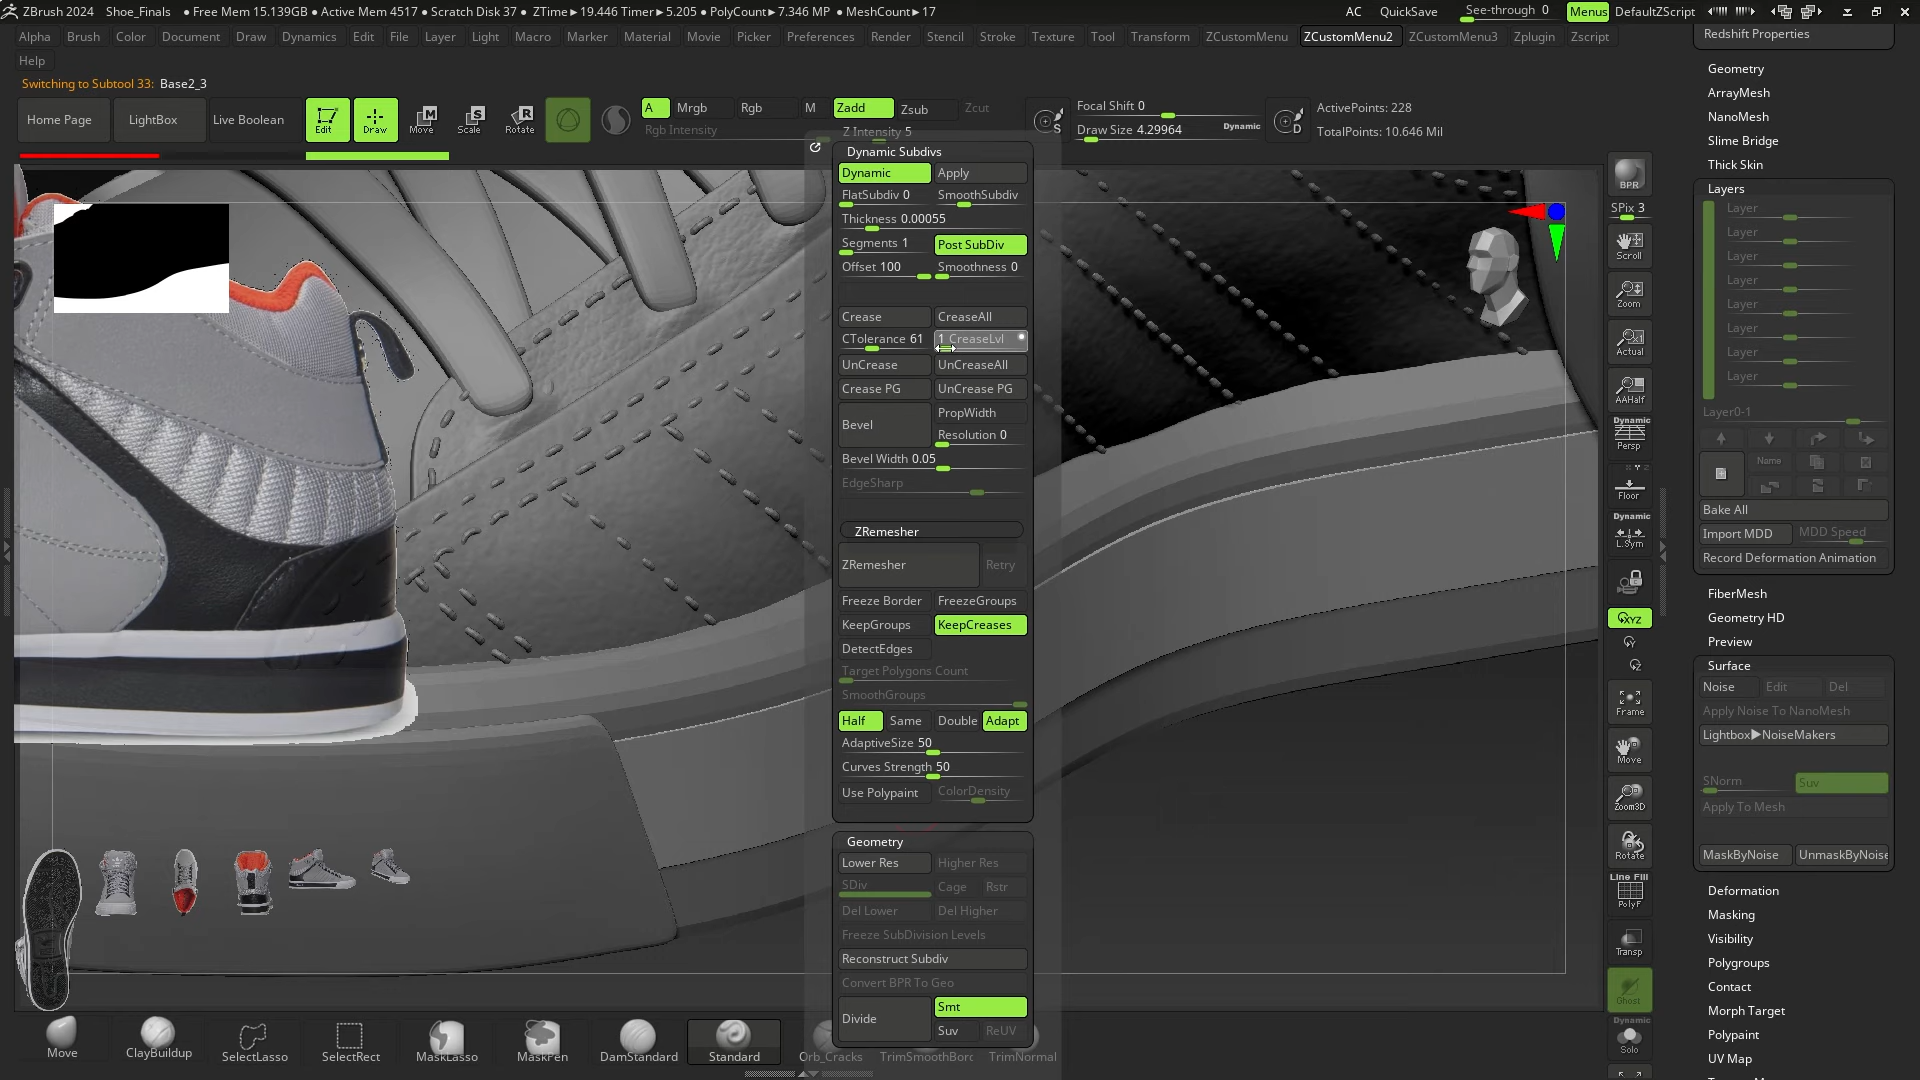 ZBrush 2024 Shoe_Finals ● Free Mem 15.139GB ● Active Mem 4517 ● Scratch Disk 37 ● ZTime►19.446 Timer►5.205 ● PolyCount►7.346 MP ● MeshCount►17 AC QuickSave See-through 0 Menus DefaultZScript
Alpha Brush Color Document Draw Dynamics Edit File Layer Light Macro Marker Material Movie Picker Preferences Render Stencil Stroke Texture Tool Transform ZCustomMenu ZCustomMenu2 ZCustomMenu3 Zplugin Zscript
Help
Switching to Subtool 33: Base2_3
Home Page LightBox Live Boolean Edit Draw Move Scale Rotate
A Mrgb Rgb M Zadd Zsub Zcut
Rgb Intensity Z Intensity 5
S Focal Shift 0
Draw Size 4.29964 Dynamic D
ActivePoints: 228
TotalPoints: 10.646 Mil
Dynamic Subdivs
Dynamic Apply
FlatSubdiv 0 SmoothSubdiv
Thickness 0.00055
Segments 1 Post SubDiv
Offset 100 Smoothness 0
Crease CreaseAll
CTolerance 61 1 CreaseLvl
UnCrease UnCreaseAll
Crease PG UnCrease PG
Bevel PropWidth
Resolution 0
Bevel Width 0.05
EdgeSharp
ZRemesher
ZRemesher Retry
Freeze Border FreezeGroups
KeepGroups KeepCreases
DetectEdges
Target Polygons Count
SmoothGroups
Half Same Double Adapt
AdaptiveSize 50
Curves Strength 50
Use Polypaint ColorDensity
Geometry
Lower Res Higher Res
SDiv Cage Rstr
Del Lower Del Higher
Freeze SubDivision Levels
Reconstruct Subdiv
Convert BPR To Geo
Divide Smt
Suv ReUV
Move ClayBuildup SelectLasso SelectRect MaskLasso MaskPen DamStandard Standard Orb_Cracks TrimSmoothBord TrimNormal
BPR
SPix 3
Scroll
Zoom
Actual
AAHalf
Dynamic
Persp
Floor
Dynamic
L.Sym
XYZ
Frame
Move
Zoom3D
Rotate
Line Fill
PolyF
Transp
Ghost
Dynamic
Solo
Redshift Properties
Geometry
ArrayMesh
NanoMesh
Slime Bridge
Thick Skin
Layers
Layer
Layer
Layer
Layer
Layer
Layer
Layer
Layer
Layer0-1
Name
Bake All
Import MDD MDD Speed
Record Deformation Animation
FiberMesh
Geometry HD
Preview
Surface
Noise Edit Del
Apply Noise To NanoMesh
Lightbox►NoiseMakers
SNorm Suv
Apply To Mesh
MaskByNoise UnmaskByNoise
Deformation
Masking
Visibility
Polygroups
Contact
Morph Target
Polypaint
UV Map